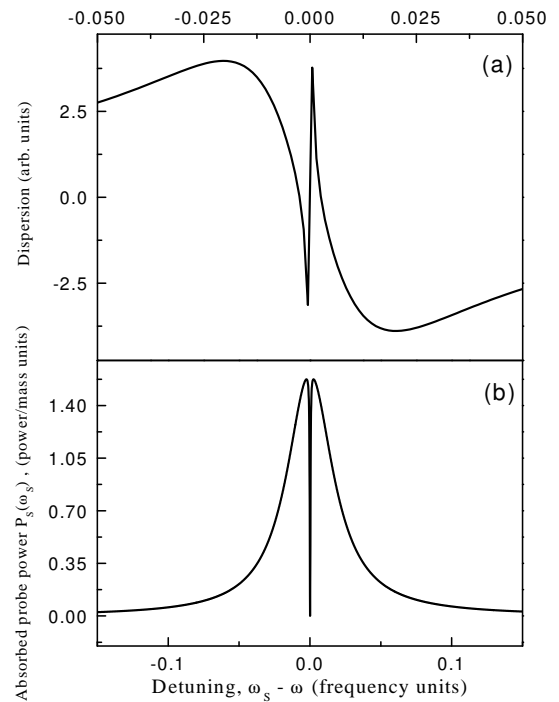 -0.050 -0.025 0.000 0.025 0.050
(a)
2.5
0.0
-2.5
Dispersion (arb. units)
(b)
1.40
1.05
0.70
0.35
0.00
Absorbed probe power P_S(ω_S) , (power/mass units)
-0.1 0.0 0.1
Detuning, ω_S - ω (frequency units)